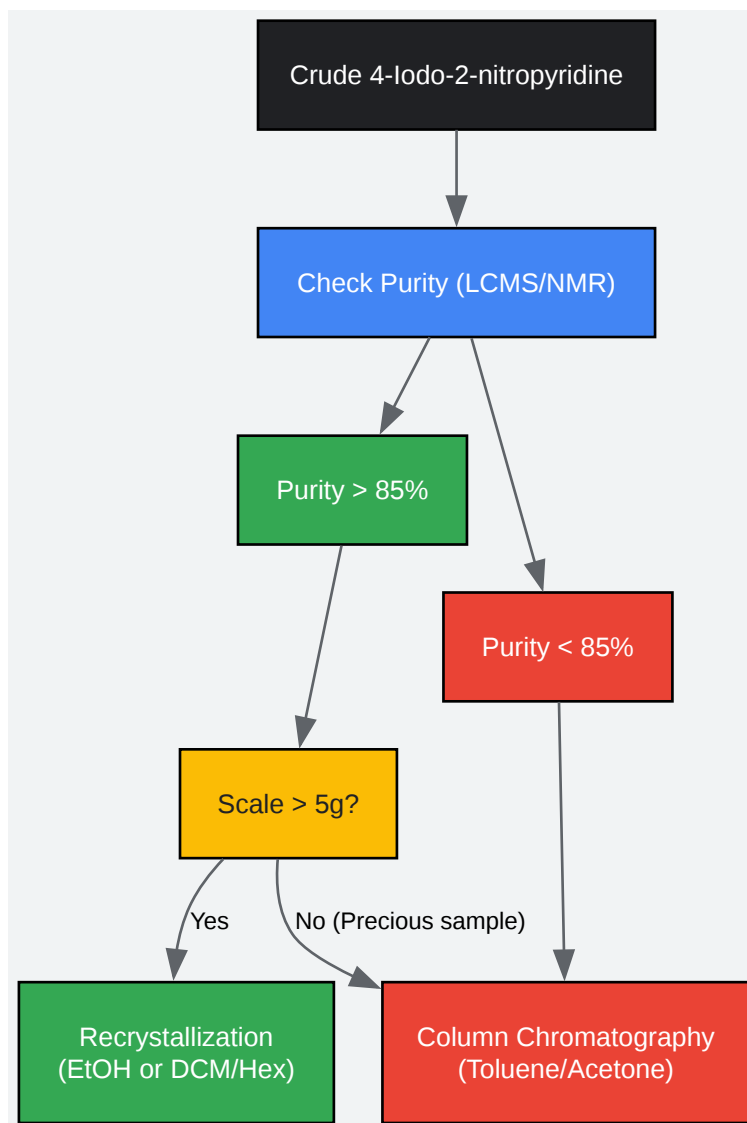 Crude 4-Iodo-2-nitropyridine
Check Purity (LCMS/NMR)
Purity > 85%
Purity < 85%
Scale > 5g?
Yes
No (Precious sample)
Recrystallization
(EtOH or DCM/Hex)
Column Chromatography
(Toluene/Acetone)